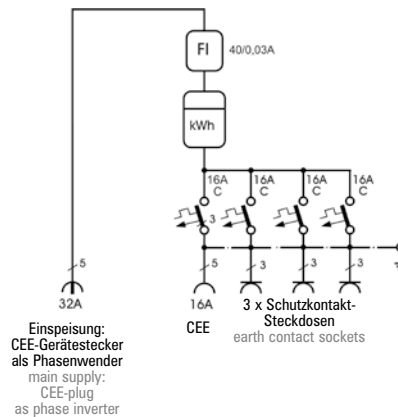 FI
40/0,03A
kWh
16A 16A 16A 16A
C C C C
3
5 5 3 3 3
32A 16A
Einspeisung:
CEE-Gerätestecker
als Phasenwender
main supply:
CEE-plug
as phase inverter
CEE
3 x Schutzkontakt-
Steckdosen
earth contact sockets